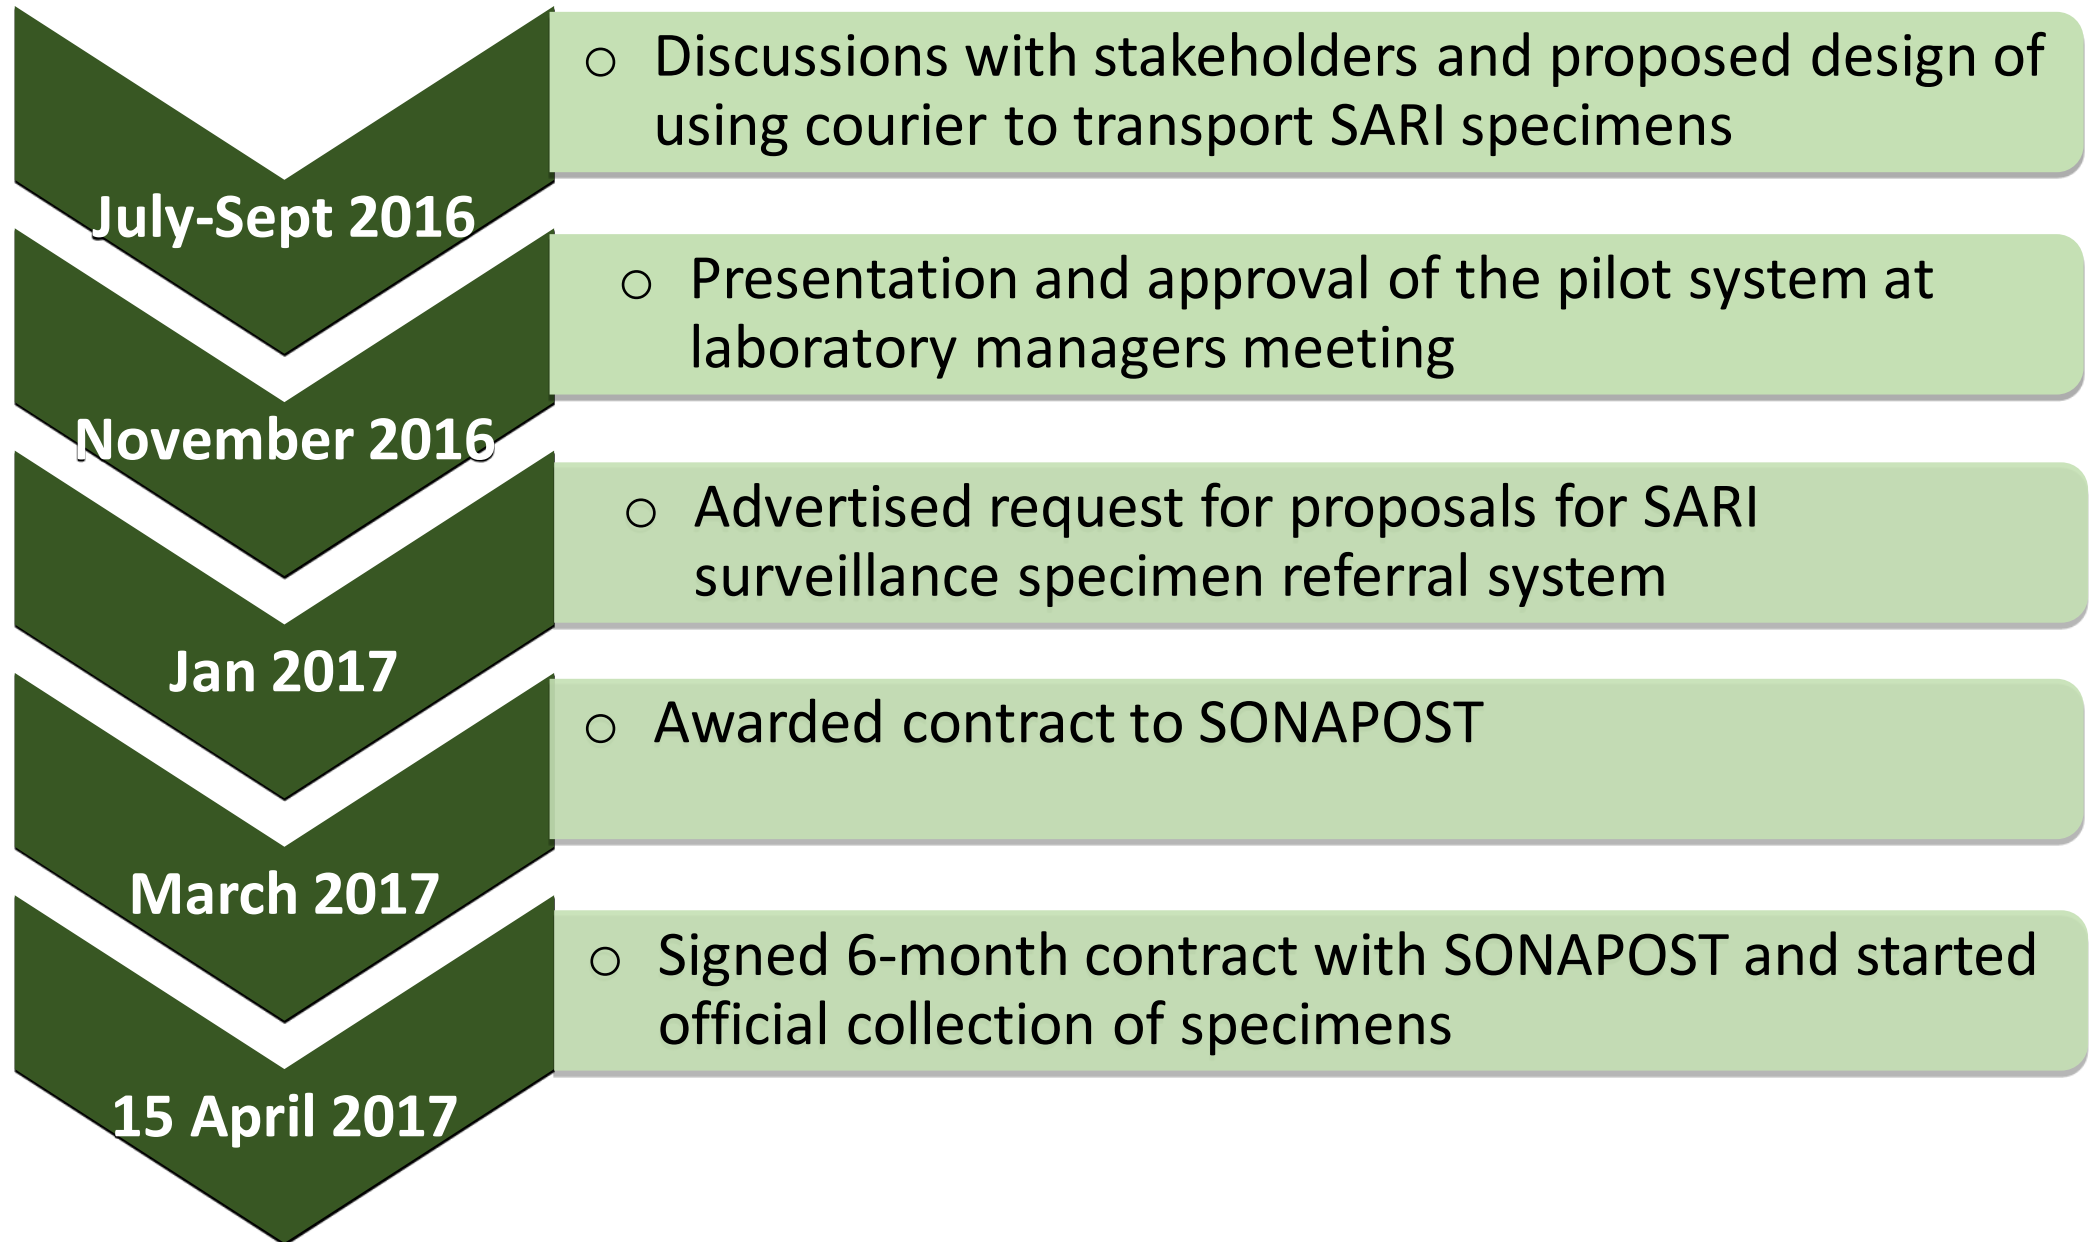 July-Sept 2016
○ Discussions with stakeholders and proposed design of
using courier to transport SARI specimens
November 2016
○ Presentation and approval of the pilot system at
laboratory managers meeting
Jan 2017
○ Advertised request for proposals for SARI
surveillance specimen referral system
March 2017
○ Awarded contract to SONAPOST
15 April 2017
○ Signed 6-month contract with SONAPOST and started
official collection of specimens